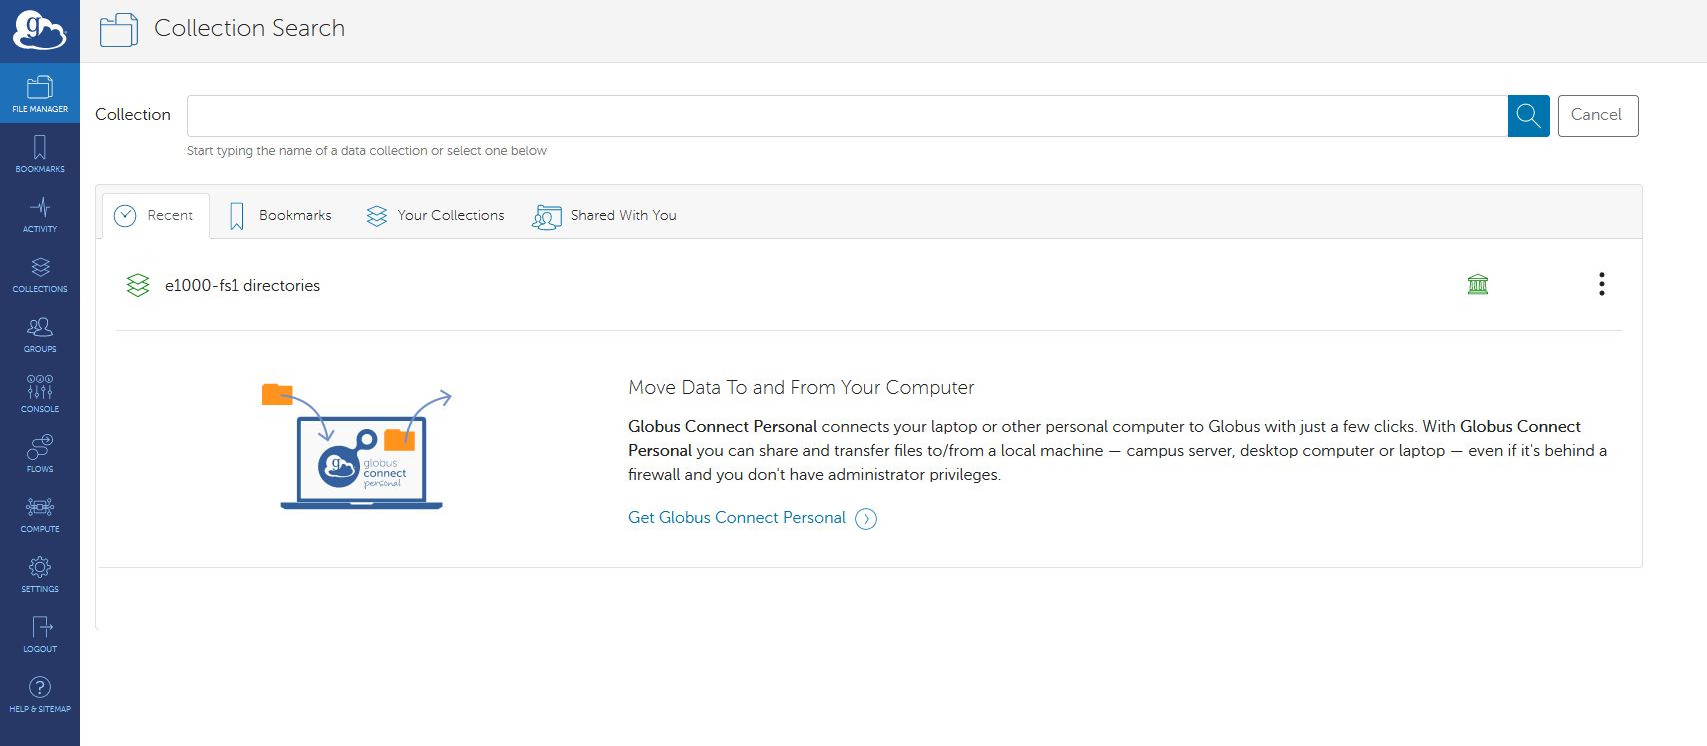 g
Collection Search
FILE MANAGER
BOOKMARKS
ACTIVITY
COLLECTIONS
GROUPS
CONSOLE
FLOWS
COMPUTE
SETTINGS
LOGOUT
HELP & SITEMAP
Collection
Cancel
Start typing the name of a data collection or select one below
Recent
Bookmarks
Your Collections
Shared With You
e1000-fs1 directories
g
globus
connect
personal
Move Data To and From Your Computer
Globus Connect Personal connects your laptop or other personal computer to Globus with just a few clicks. With Globus Connect
Personal you can share and transfer files to/from a local machine — campus server, desktop computer or laptop — even if it's behind a
firewall and you don't have administrator privileges.
Get Globus Connect Personal